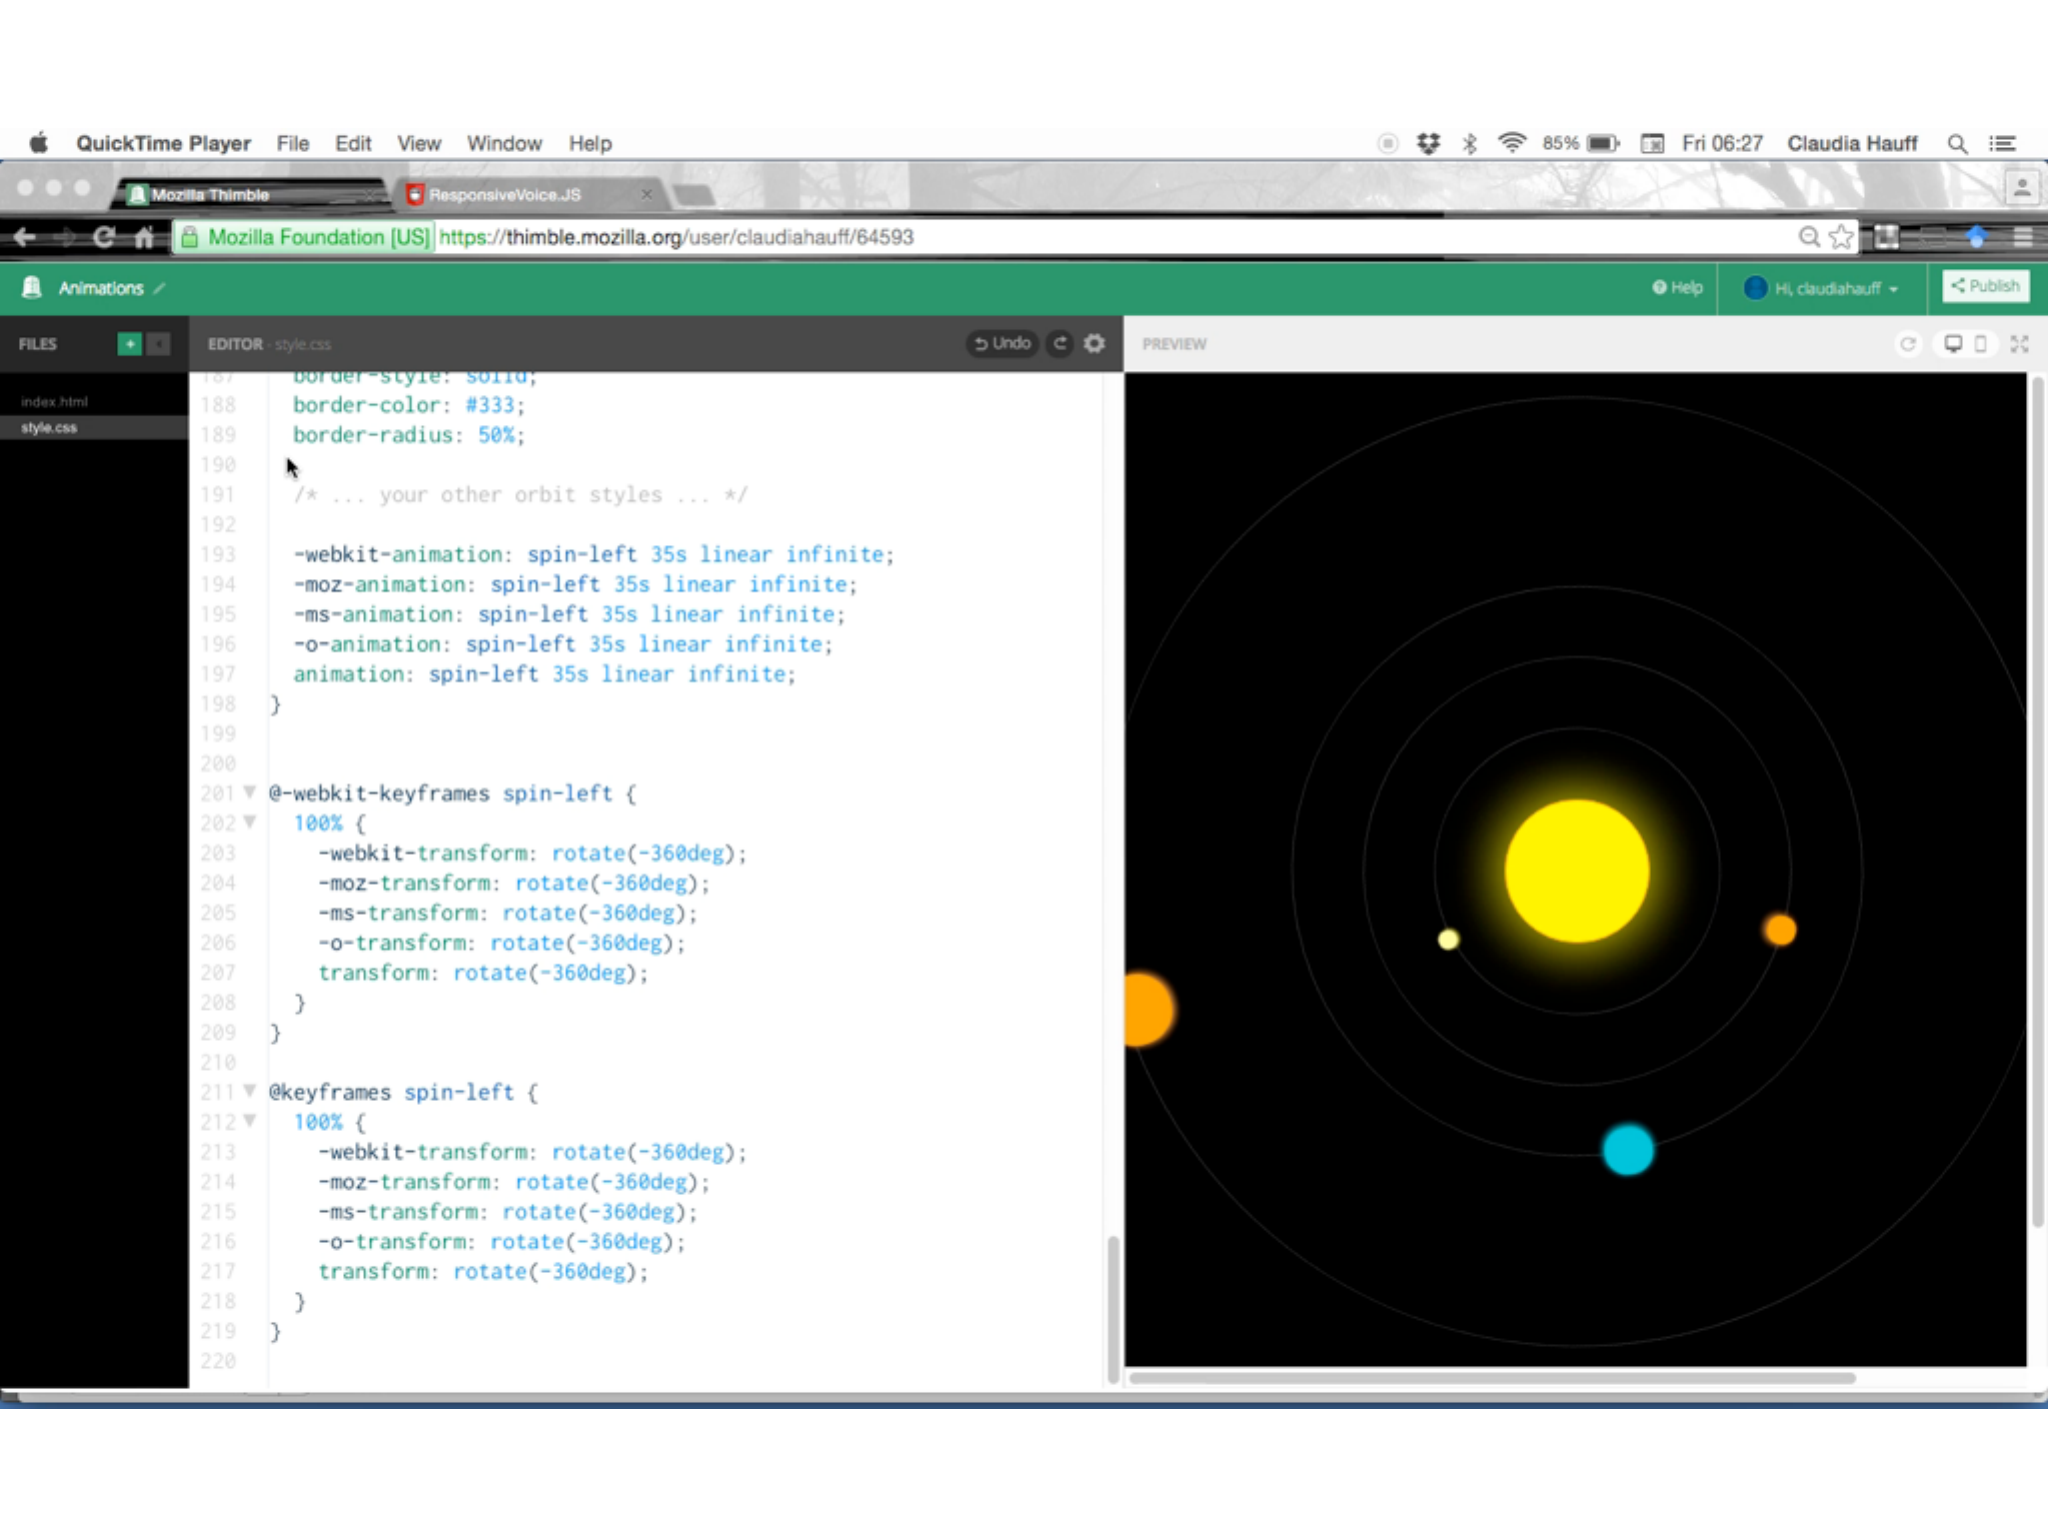 QuickTime Player File Edit View Window Help 85% Fri 06:27 Claudia Hauff
Mozilla Thimble ResponsiveVoice.JS
Mozilla Foundation [US] https://thimble.mozilla.org/user/claudiahauff/64593
Animations Help Hi, claudiahauff Publish
FILES EDITOR - style.css Undo PREVIEW
index.html
style.css
187 border-style: solid;
188 border-color: #333;
189 border-radius: 50%;
190
191 /* ... your other orbit styles ... */
192
193 -webkit-animation: spin-left 35s linear infinite;
194 -moz-animation: spin-left 35s linear infinite;
195 -ms-animation: spin-left 35s linear infinite;
196 -o-animation: spin-left 35s linear infinite;
197 animation: spin-left 35s linear infinite;
198 }
199
200
201 @-webkit-keyframes spin-left {
202 100% {
203 -webkit-transform: rotate(-360deg);
204 -moz-transform: rotate(-360deg);
205 -ms-transform: rotate(-360deg);
206 -o-transform: rotate(-360deg);
207 transform: rotate(-360deg);
208 }
209 }
210
211 @keyframes spin-left {
212 100% {
213 -webkit-transform: rotate(-360deg);
214 -moz-transform: rotate(-360deg);
215 -ms-transform: rotate(-360deg);
216 -o-transform: rotate(-360deg);
217 transform: rotate(-360deg);
218 }
219 }
220